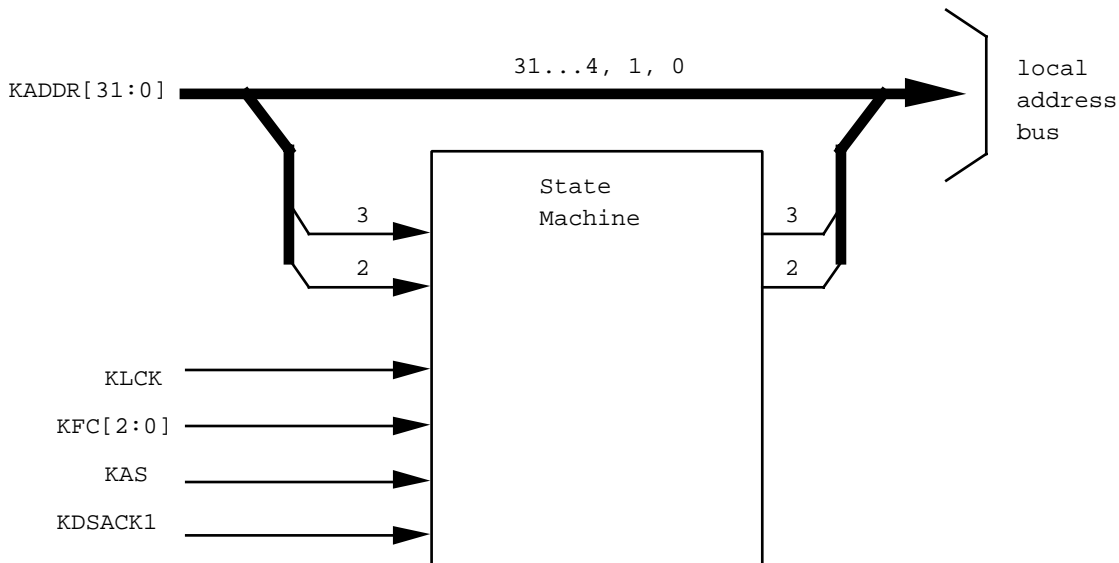 31...4, 1, 0
KADDR[31:0]
local
address
bus
State
Machine
3
3
2
2
KLCK
KFC[2:0]
KAS
KDSACK1